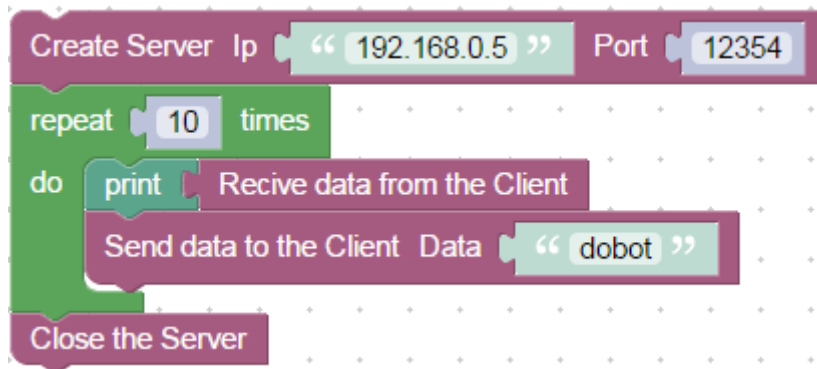 Create Server Ip “ 192.168.0.5 ” Port 12354
repeat 10 times
do print Recive data from the Client
Send data to the Client Data “ dobot ”
Close the Server